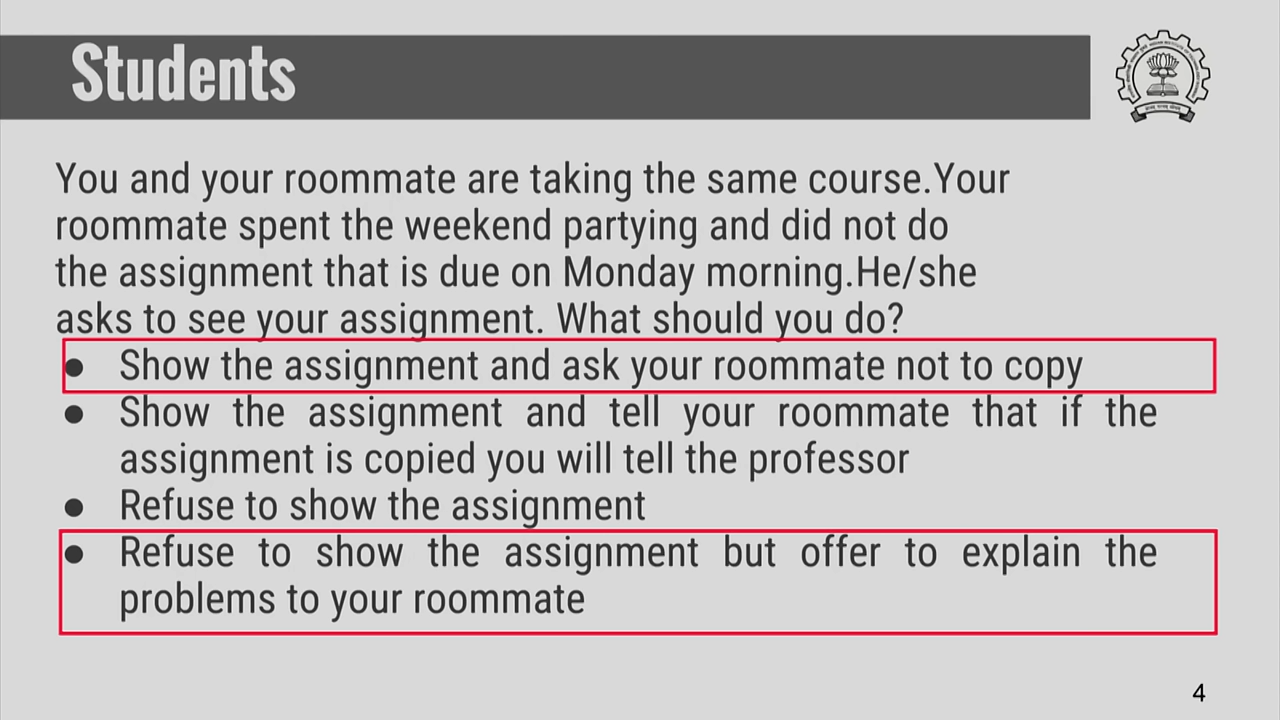 Students
You and your roommate are taking the same course.Your
roommate spent the weekend partying and did not do
the assignment that is due on Monday morning.He/she
asks to see your assignment. What should you do?
● Show the assignment and ask your roommate not to copy
● Show the assignment and tell your roommate that if the
assignment is copied you will tell the professor
● Refuse to show the assignment
● Refuse to show the assignment but offer to explain the
problems to your roommate
4